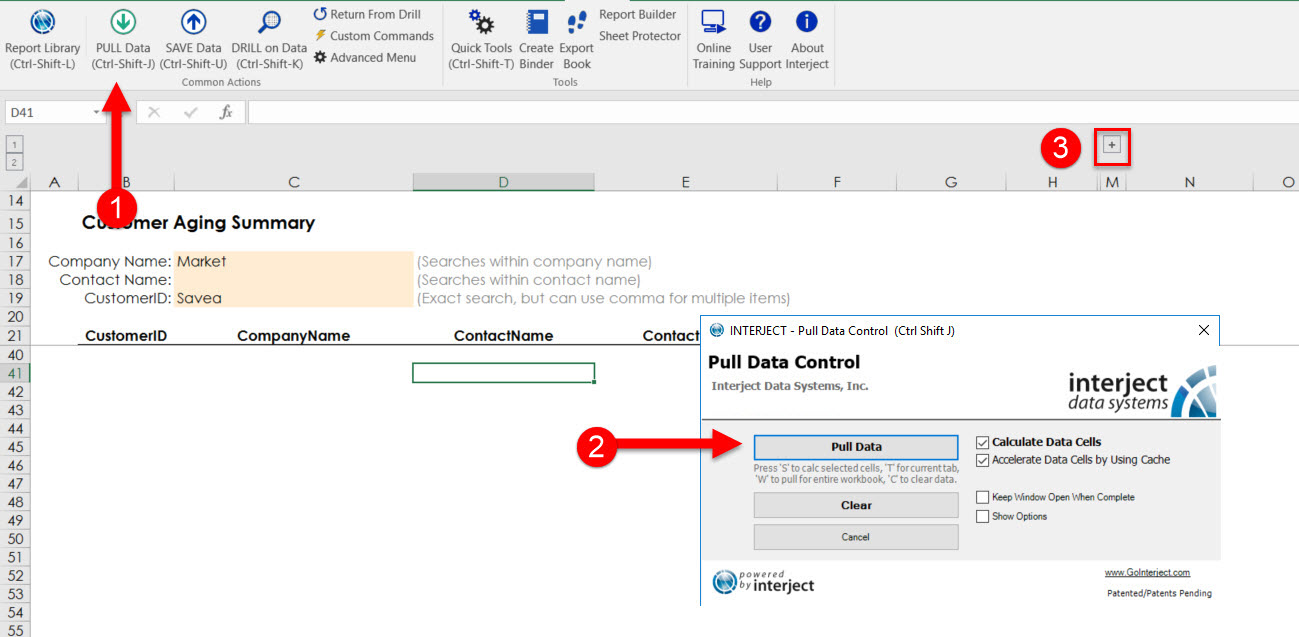 Report Library
(Ctrl-Shift-L)
PULL Data
(Ctrl-Shift-J)
SAVE Data
(Ctrl-Shift-U)
DRILL on Data
(Ctrl-Shift-K)
Return From Drill
Custom Commands
Advanced Menu
Common Actions
Quick Tools
(Ctrl-Shift-T)
Create
Binder
Export
Book
Report Builder
Sheet Protector
Tools
Online
Training
User
Support
About
Interject
Help
D41
fx
1
2
3
+
A B C D E F G H M N O
14
1
15 Customer Aging Summary
16
17 Company Name: Market (Searches within company name)
18 Contact Name: (Searches within contact name)
19 CustomerID: Savea (Exact search, but can use comma for multiple items)
20
21 CustomerID CompanyName ContactName Contact
40
41
42
43
44
45
46
47
48
49
50
51
52
53
54
55
INTERJECT - Pull Data Control (Ctrl Shift J)
Pull Data Control
Interject Data Systems, Inc.
interject
data systems
2
Pull Data
Press 'S' to calc selected cells, 'T' for current tab,
'W' to pull for entire workbook, 'C' to clear data.
Clear
Cancel
Calculate Data Cells
Accelerate Data Cells by Using Cache
Keep Window Open When Complete
Show Options
powered
by interject
www.GoInterject.com
Patented/Patents Pending